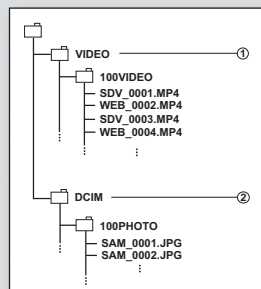 VIDEO ①
100VIDEO
SDV_0001.MP4
WEB_0002.MP4
SDV_0003.MP4
WEB_0004.MP4
DCIM ②
100PHOTO
SAM_0001.JPG
SAM_0002.JPG